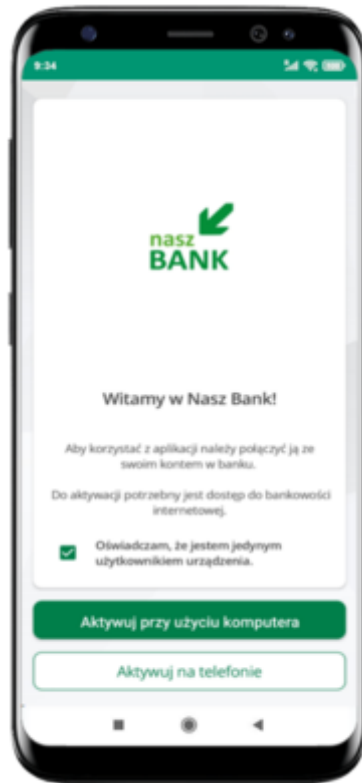 9:34
nasz
BANK
Witamy w Nasz Bank!
Aby korzystać z aplikacji należy połączyć ją ze
swoim kontem w banku.
Do aktywacji potrzebny jest dostęp do bankowości
internetowej.
Oświadczam, że jestem jedynym
użytkownikiem urządzenia.
Aktywuj przy użyciu komputera
Aktywuj na telefonie